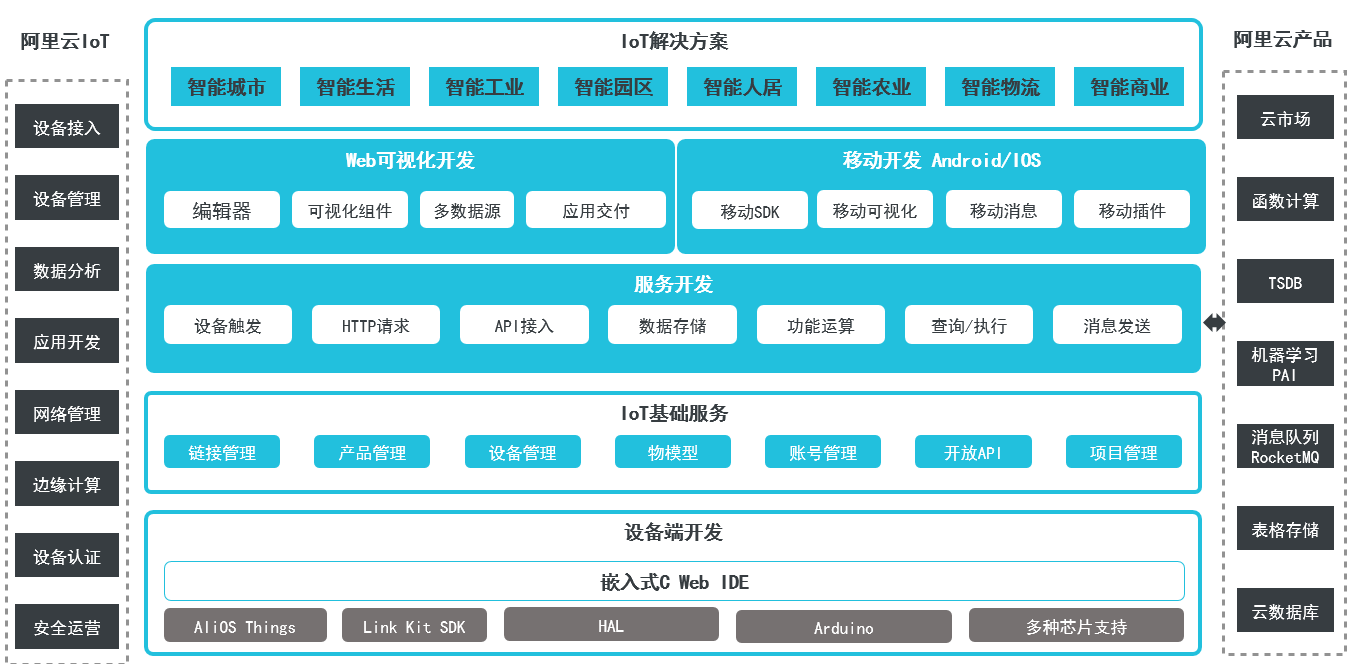 阿里云IoT
设备接入
设备管理
数据分析
应用开发
网络管理
边缘计算
设备认证
安全运营
IoT解决方案
智能城市 智能生活 智能工业 智能园区 智能人居 智能农业 智能物流 智能商业
Web可视化开发
编辑器 可视化组件 多数据源 应用交付
移动开发 Android/IOS
移动SDK 移动可视化 移动消息 移动插件
服务开发
设备触发 HTTP请求 API接入 数据存储 功能运算 查询/执行 消息发送
IoT基础服务
链接管理 产品管理 设备管理 物模型 账号管理 开放API 项目管理
设备端开发
嵌入式C Web IDE
AliOS Things Link Kit SDK HAL Arduino 多种芯片支持
阿里云产品
云市场
函数计算
TSDB
机器学习
PAI
消息队列
RocketMQ
表格存储
云数据库